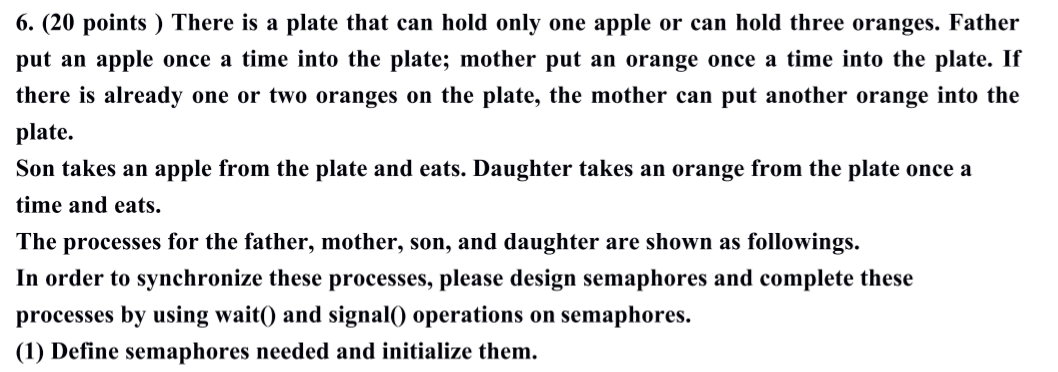 6. (20 points ) There is a plate that can hold only one apple or can hold three oranges. Father
put an apple once a time into the plate; mother put an orange once a time into the plate. If
there is already one or two oranges on the plate, the mother can put another orange into the
plate.
Son takes an apple from the plate and eats. Daughter takes an orange from the plate once a
time and eats.
The processes for the father, mother, son, and daughter are shown as followings.
In order to synchronize these processes, please design semaphores and complete these
processes by using wait() and signal() operations on semaphores.
(1) Define semaphores needed and initialize them.